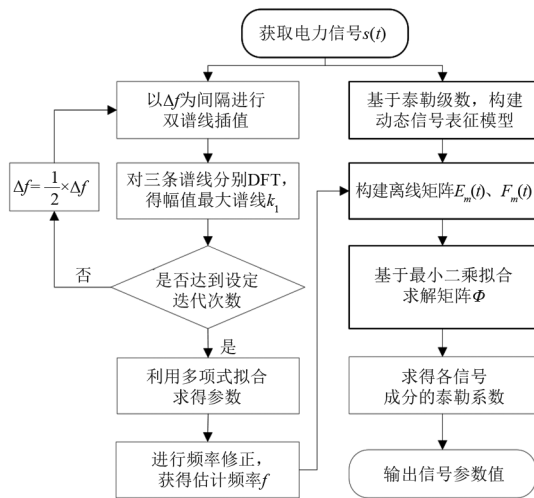 获取电力信号s(t)
以Δf为间隔进行
双谱线插值
Δf=1/2×Δf
对三条谱线分别DFT,
得幅值最大谱线k₁
否
是否达到设定
迭代次数
是
利用多项式拟合
求得参数
进行频率修正,
获得估计频率f
基于泰勒级数，构建
动态信号表征模型
构建离线矩阵Eₘ(t)、Fₘ(t)
基于最小二乘拟合
求解矩阵Φ
求得各信号
成分的泰勒系数
输出信号参数值